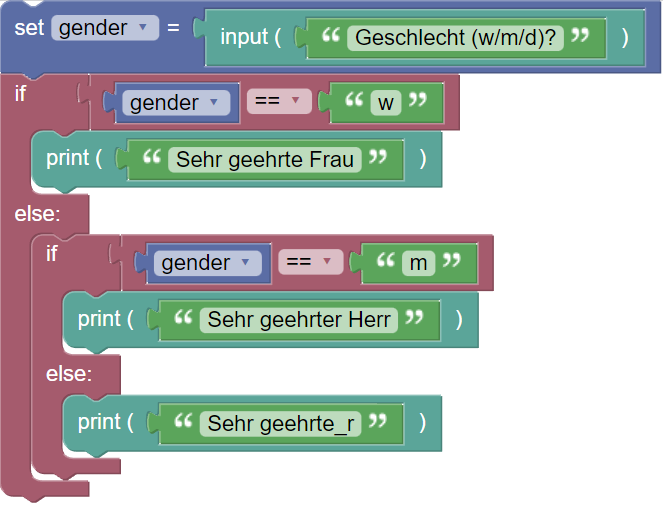 set gender ▾ = input ( “ Geschlecht (w/m/d)? ” )
if gender ▾ == ▾ “ w ”
print ( “ Sehr geehrte Frau ” )
else:
if gender ▾ == ▾ “ m ”
print ( “ Sehr geehrter Herr ” )
else:
print ( “ Sehr geehrte_r ” )